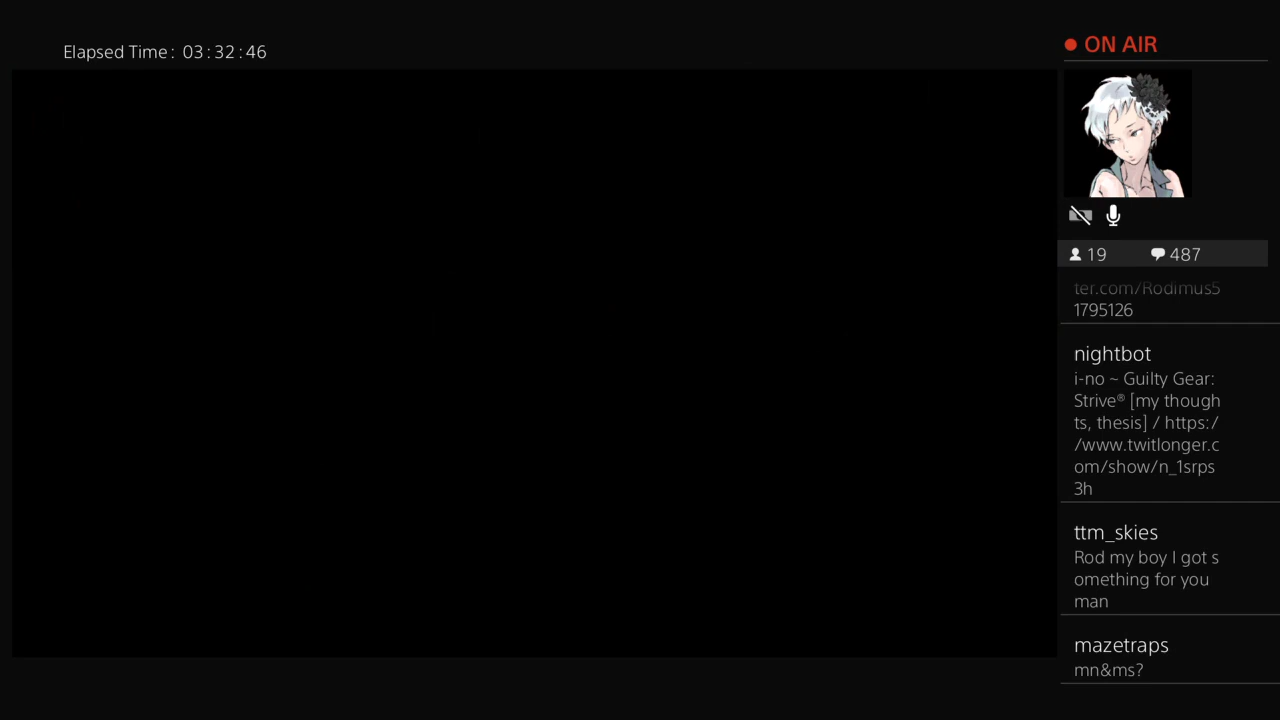 Elapsed Time: 03:32:46
ON AIR
19 487
ter.com/Rodimus5
1795126
nightbot
i-no ~ Guilty Gear:
Strive® [my though
ts, thesis] / https:/
/www.twitlonger.c
om/show/n_1srps
3h
ttm_skies
Rod my boy I got s
omething for you
man
mazetraps
mn&ms?